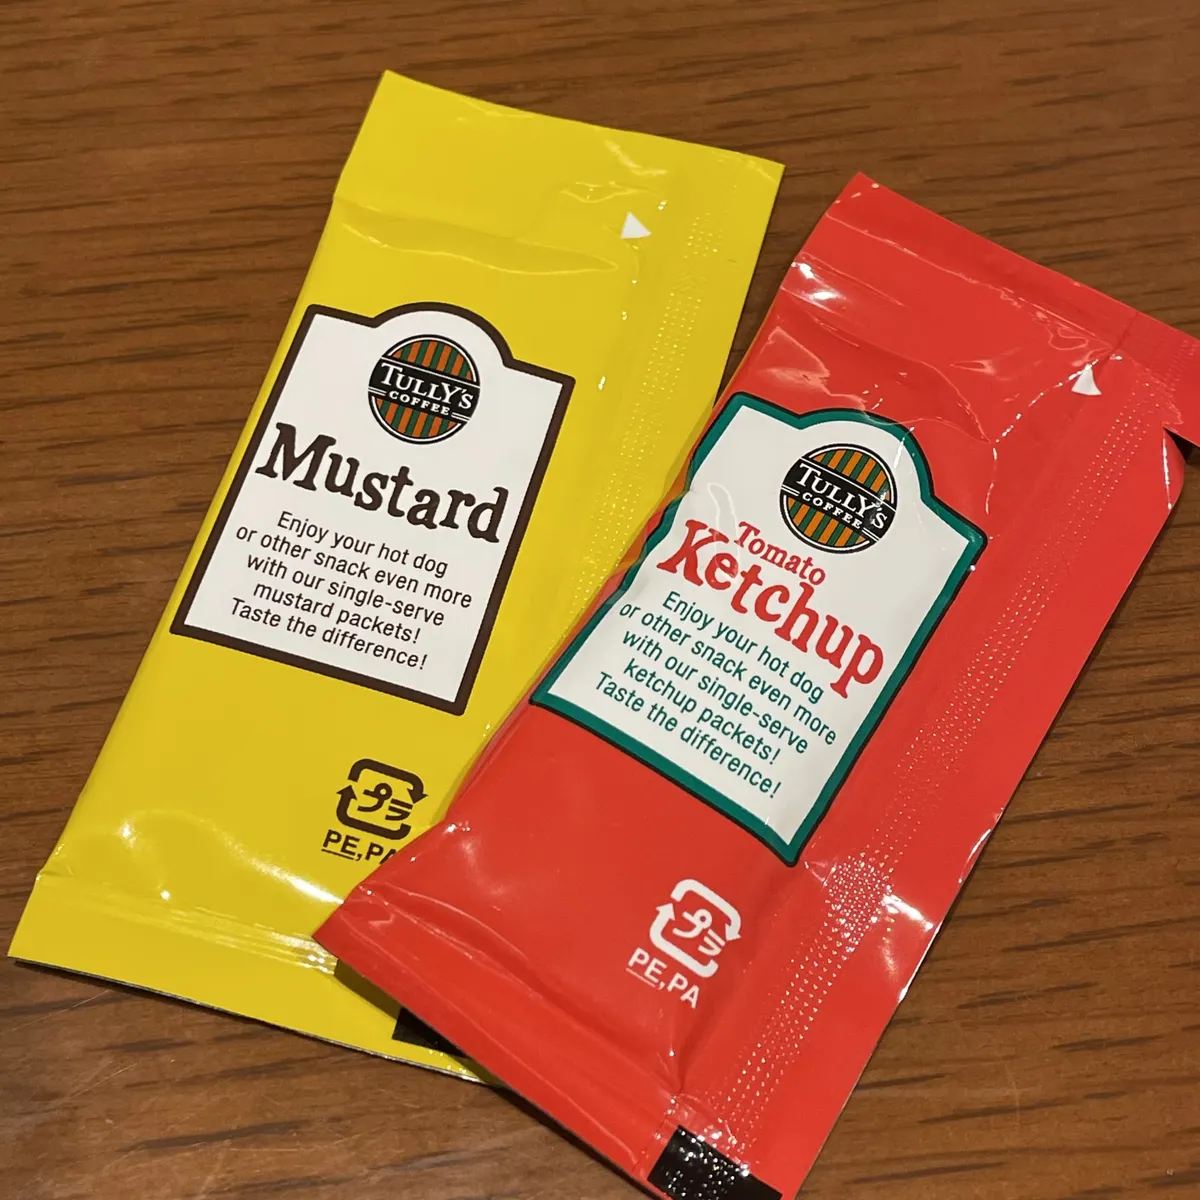 TULLY'S
COFFEE
Mustard
Enjoy your hot dog
or other snack even more
with our single-serve
mustard packets!
Taste the difference!
プラ
PE,PA
TULLY'S
COFFEE
Tomato
Ketchup
Enjoy your hot dog
or other snack even more
with our single-serve
ketchup packets!
Taste the difference!
プラ
PE,PA